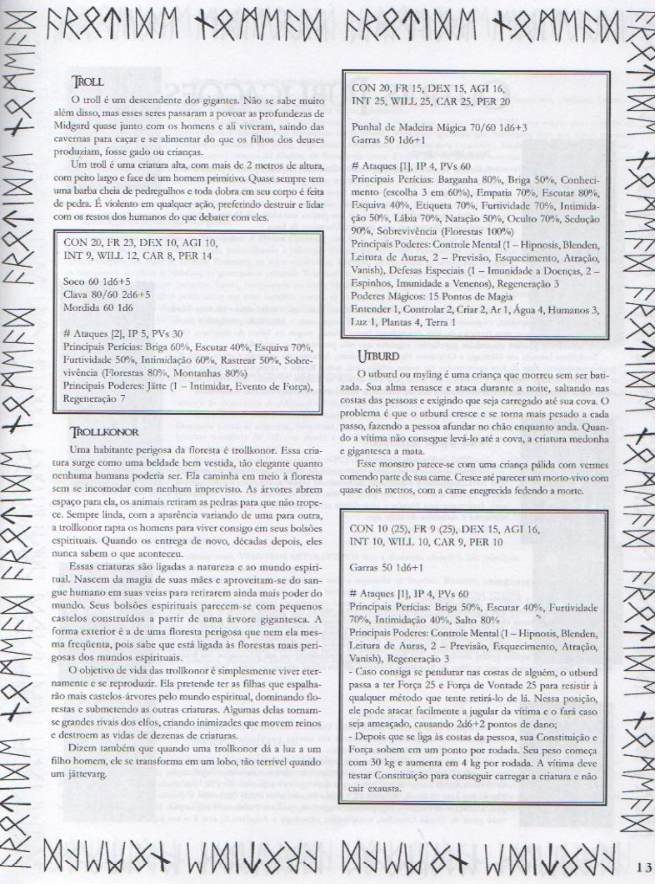 TROLL
O troll é um descendente dos gigantes. Não se sabe muito
além disso, mas esses seres passaram a povoar as profundezas de
Midgard quase junto com os homens e ali viveram, saindo das
cavernas para caçar e se alimentar do que os filhos dos deuses
produziam, fosse gado ou crianças.
Um troll é uma criatura alta, com mais de 2 metros de altura,
com peito largo e face de um homem primitivo. Quase sempre tem
uma barba cheia de pedregulhos e toda dobra em seu corpo é feita
de pedra. É violento em qualquer ação, preferindo destruir e lidar
com os restos dos humanos do que debater com eles.
CON 20, FR 23, DEX 10, AGI 10,
INT 9, WILL 12, CAR 8, PER 14
Soco 60 1d6+5
Clava 80/60 2d6+5
Mordida 60 1d6
# Ataques [2], IP 5, PVs 30
Principais Perícias: Briga 60%, Escutar 40%, Esquiva 70%,
Furtividade 50%, Intimidação 60%, Rastrear 50%, Sobre-
vivência (Florestas 80%, Montanhas 80%)
Principais Poderes: Jätte (1 – Intimidar, Evento de Força),
Regeneração 7
TROLLKONOR
Uma habitante perigosa da floresta é trollkonor. Essa cria-
tura surge como uma beldade bem vestida, tão elegante quanto
nenhuma humana poderia ser. Ela caminha em meio à floresta
sem se incomodar com nenhum imprevisto. As árvores abrem
espaço para ela, os animais retiram as pedras para que não trope-
ce. Sempre linda, com a aparência variando de uma para outra,
a trollkonor rapta os homens para viver consigo em seus bolsões
espirituais. Quando os entrega de novo, décadas depois, eles
nunca sabem o que aconteceu.
Essas criaturas são ligadas a natureza e ao mundo espiri-
tual. Nascem da magia de suas mães e aproveitam-se do san-
gue humano em suas veias para retirarem ainda mais poder do
mundo. Seus bolsões espirituais parecem-se com pequenos
castelos construídos a partir de uma árvore gigantesca. A
forma exterior é a de uma floresta perigosa que nem ela mes-
ma freqüenta, pois sabe que está ligada às florestas mais peri-
gosas dos mundos espirituais.
O objetivo de vida das trollkonor é simplesmente viver eter-
namente e se reproduzir. Ela pretende ter as filhas que espalha-
rão mais castelos-árvores pelo mundo espiritual, dominando flo-
restas e submetendo as outras criaturas. Algumas delas tornam-
se grandes rivais dos elfos, criando inimizades que movem reinos
e destroem as vidas de dezenas de criaturas.
Dizem também que quando uma trollkonor dá a luz a um
filho homem, ele se transforma em um lobo, tão terrível quando
um jättevarg.
CON 20, FR 15, DEX 15, AGI 16,
INT 25, WILL 25, CAR 25, PER 20
Punhal de Madeira Mágica 70/60 1d6+3
Garras 50 1d6+1
# Ataques [1], IP 4, PVs 60
Principais Perícias: Barganha 80%, Briga 50%, Conheci-
mento (escolha 3 em 60%), Empatia 70%, Escutar 80%,
Esquiva 40%, Etiqueta 70%, Furtividade 70%, Intimida-
ção 50%, Lábia 70%, Natação 50%, Oculto 70%, Sedução
90%, Sobrevivência (Florestas 100%)
Principais Poderes: Controle Mental (1 – Hipnosis, Blenden,
Leitura de Auras, 2 – Previsão, Esquecimento, Atração,
Vanish), Defesas Especiais (1 – Imunidade a Doenças, 2 –
Espinhos, Imunidade a Venenos), Regeneração 3
Poderes Mágicos: 15 Pontos de Magia
Entender 1, Controlar 2, Criar 2, Ar 1, Água 4, Humanos 3,
Luz 1, Plantas 4, Terra 1
UTBURD
O utburd ou myling é uma criança que morreu sem ser bati-
zada. Sua alma renasce e ataca durante a noite, saltando nas
costas das pessoas e exigindo que seja carregado até sua cova. O
problema é que o utburd cresce e se torna mais pesado a cada
passo, fazendo a pessoa afundar no chão enquanto anda. Quan-
do a vítima não consegue levá-lo até a cova, a criatura medonha
e gigantesca a mata.
Esse monstro parece-se com uma criança pálida com vermes
comendo parte de sua carne. Cresce até parecer um morto-vivo com
quase dois metros, com a carne enegrecida fedendo a morte.
CON 10 (25), FR 9 (25), DEX 15, AGI 16,
INT 10, WILL 10, CAR 9, PER 10
Garras 50 1d6+1
# Ataques [1], IP 4, PVs 60
Principais Perícias: Briga 50%, Escutar 40%, Furtividade
70%, Intimidação 40%, Salto 80%
Principais Poderes: Controle Mental (1 – Hipnotis, Blenden,
Leitura de Auras, 2 – Previsão, Esquecimento, Atração,
Vanish), Regeneração 3
- Caso consiga se pendurar nas costas de alguém, o utburd
passa a ter Força 25 e Força de Vontade 25 para resistir à
qualquer método que tente retirá-lo de lá. Nessa posição,
ele pode atacar facilmente a jugular da vítima e o fará caso
seja ameaçado, causando 2d6+2 pontos de dano;
- Depois que se liga às costas da pessoa, sua Constituição e
Força sobem em um ponto por rodada. Seu peso começa
com 30 kg e aumenta em 4 kg por rodada. A vítima deve
testar Constituição para conseguir carregar a criatura e não
cair exausta.
13